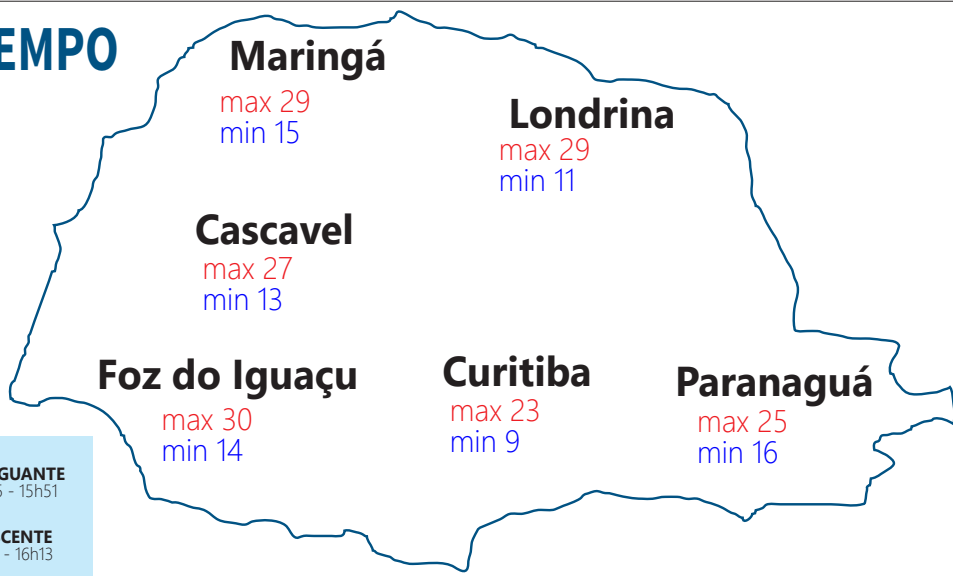 EMPO
Maringá
max 29
min 15
Londrina
max 29
min 11
Cascavel
max 27
min 13
Foz do Iguaçu
max 30
min 14
Curitiba
max 23
min 9
Paranaguá
max 25
min 16
GUANTE
- 15h51
CENTE
- 16h13